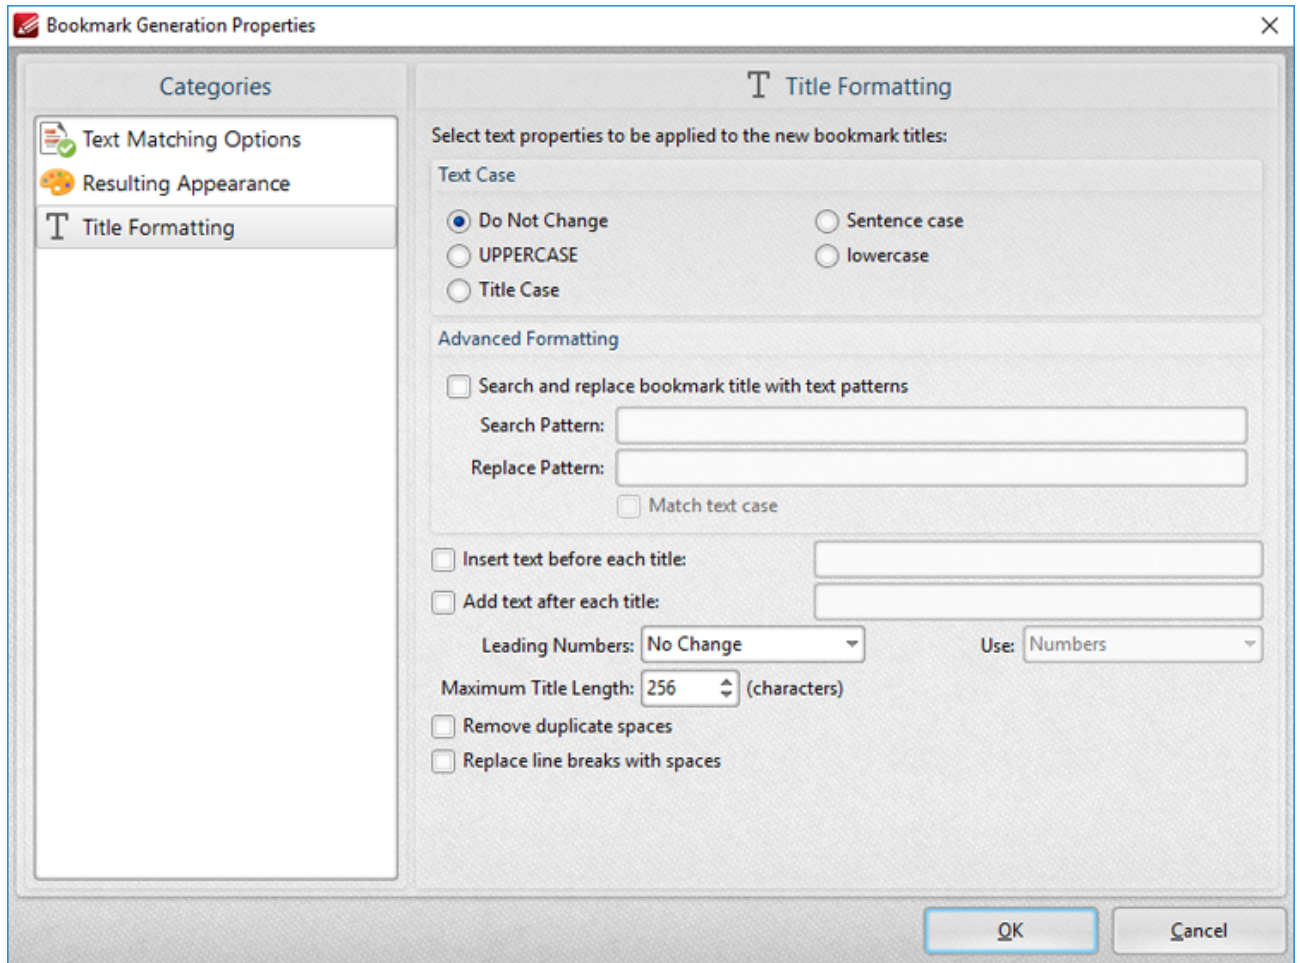 Bookmark Generation Properties
Categories
Text Matching Options
Resulting Appearance
T Title Formatting
T Title Formatting
Select text properties to be applied to the new bookmark titles:
Text Case
Do Not Change
Sentence case
UPPERCASE
lowercase
Title Case
Advanced Formatting
Search and replace bookmark title with text patterns
Search Pattern:
Replace Pattern:
Match text case
Insert text before each title:
Add text after each title:
Leading Numbers: No Change Use: Numbers
Maximum Title Length: 256 (characters)
Remove duplicate spaces
Replace line breaks with spaces
OK
Cancel